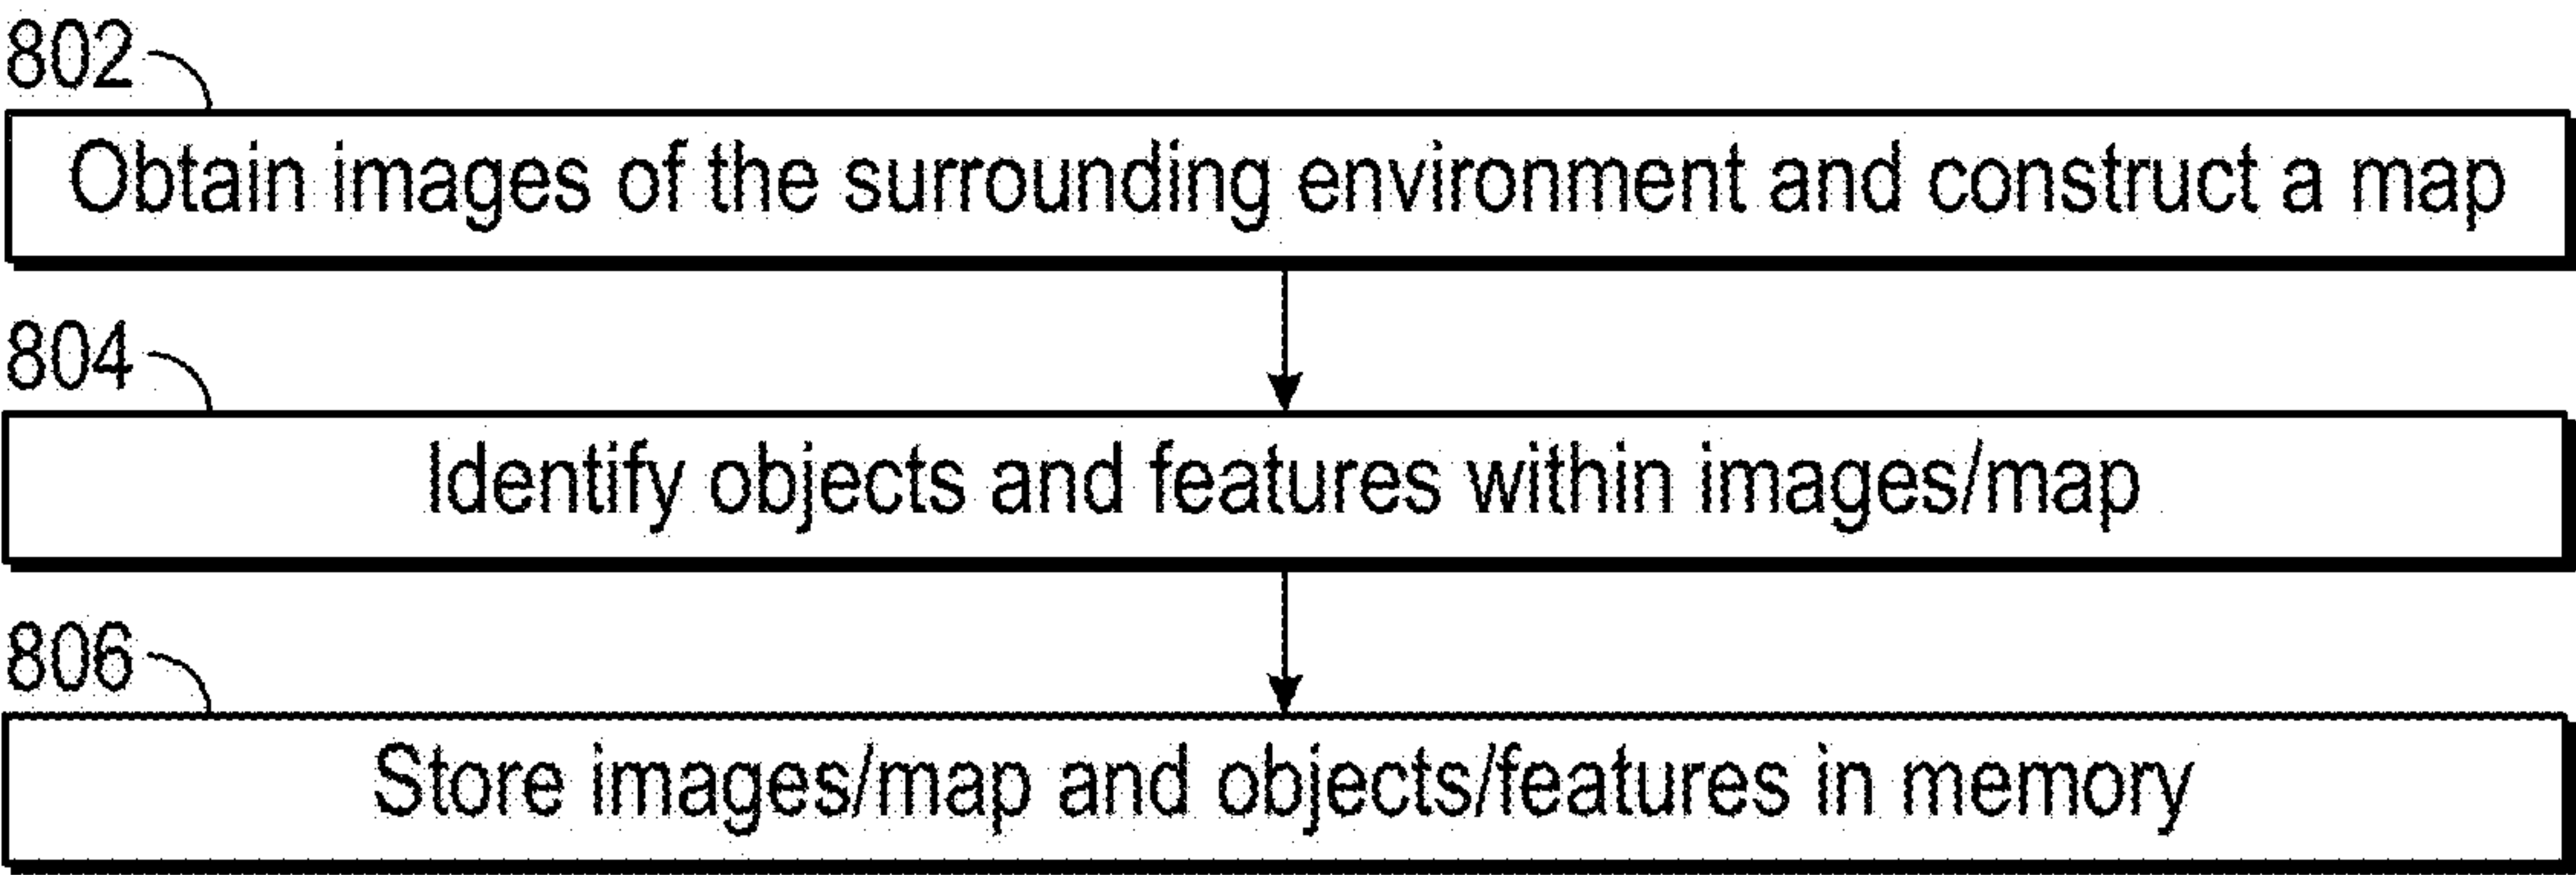 802
Obtain images of the surrounding environment and construct a map
804
Identify objects and features within images/map
806
Store images/map and objects/features in memory